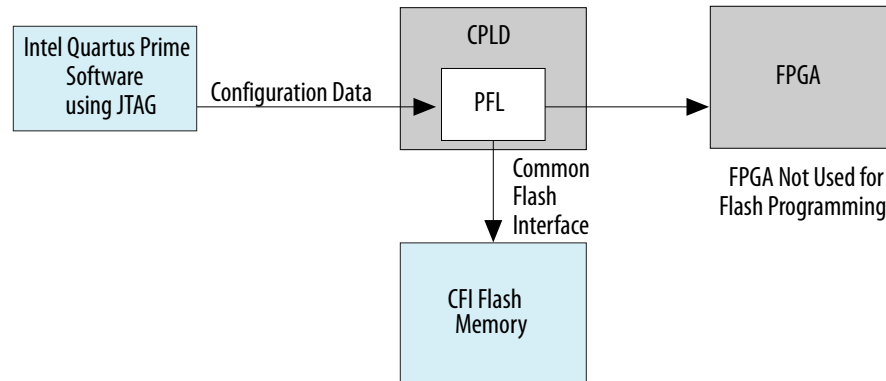 Intel Quartus Prime
Software
using JTAG
Configuration Data
CPLD
PFL
FPGA
Common
Flash
Interface
FPGA Not Used for
Flash Programming
CFI Flash
Memory